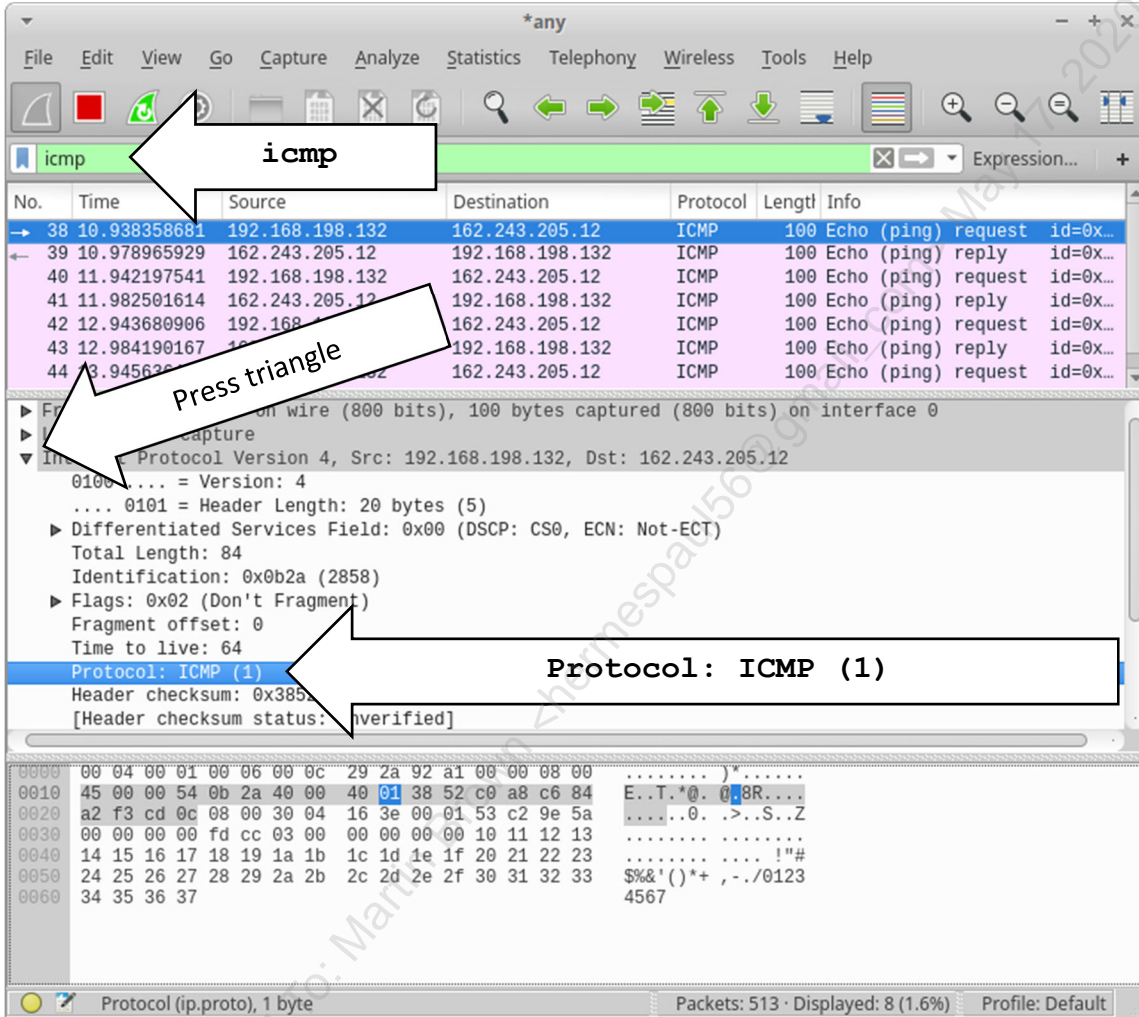 *any
File Edit View Go Capture Analyze Statistics Telephony Wireless Tools Help
icmp
icmp
Expression... +
No. Time Source Destination Protocol Lengtl Info
38 10.938358681 192.168.198.132 162.243.205.12 ICMP 100 Echo (ping) request id=0x…
39 10.978965929 162.243.205.12 192.168.198.132 ICMP 100 Echo (ping) reply id=0x…
40 11.942197541 192.168.198.132 162.243.205.12 ICMP 100 Echo (ping) request id=0x…
41 11.982501614 162.243.205.12 192.168.198.132 ICMP 100 Echo (ping) reply id=0x…
42 12.943680906 162.243.205.12 ICMP 100 Echo (ping) request id=0x…
43 12.984190167 192.168.198.132 ICMP 100 Echo (ping) reply id=0x…
44 162.243.205.12 ICMP 100 Echo (ping) request id=0x…
Press triangle
on wire (800 bits), 100 bytes captured (800 bits) on interface 0
capture
Protocol Version 4, Src: 192.168.198.132, Dst: 162.243.205.12
0100 .... = Version: 4
.... 0101 = Header Length: 20 bytes (5)
Differentiated Services Field: 0x00 (DSCP: CS0, ECN: Not-ECT)
Total Length: 84
Identification: 0x0b2a (2858)
Flags: 0x02 (Don't Fragment)
Fragment offset: 0
Time to live: 64
Protocol: ICMP (1)
Protocol: ICMP (1)
Header checksum: 0x3852
[Header checksum status: Unverified]
0000 00 04 00 01 00 06 00 0c 29 2a 92 a1 00 00 08 00 ........ )*......
0010 45 00 00 54 0b 2a 40 00 40 01 38 52 c0 a8 c6 84 E..T.*@. @.8R....
0020 a2 f3 cd 0c 08 00 30 04 16 3e 00 01 53 c2 9e 5a ......0. .>..S..Z
0030 00 00 00 00 fd cc 03 00 00 00 00 00 10 11 12 13 ........ ........
0040 14 15 16 17 18 19 1a 1b 1c 1d 1e 1f 20 21 22 23 ........ .... !"#
0050 24 25 26 27 28 29 2a 2b 2c 2d 2e 2f 30 31 32 33 $%&'()*+ ,-./0123
0060 34 35 36 37 4567
Protocol (ip.proto), 1 byte Packets: 513 · Displayed: 8 (1.6%) Profile: Default
To: Martin Brown <hermespaul56@gmail.com> May 17, 2020